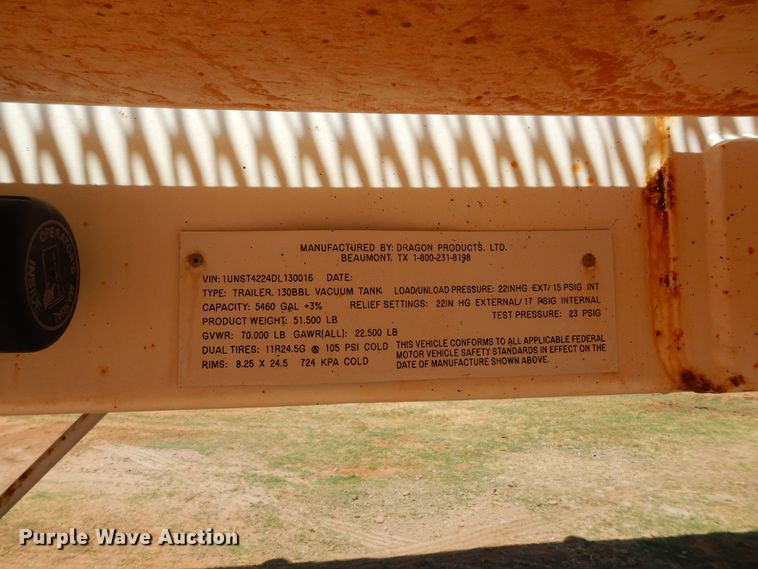 MANUFACTURED BY: DRAGON PRODUCTS, LTD.
BEAUMONT, TX 1-800-231-8198
VIN: 1UNST4224DL130016 DATE:
TYPE: TRAILER, 130BBL VACUUM TANK LOAD/UNLOAD PRESSURE: 22INHG EXT/ 15 PSIG INT
CAPACITY: 5460 GAL +3% RELIEF SETTINGS: 22IN HG EXTERNAL/ 17 PSIG INTERNAL
PRODUCT WEIGHT: 51,500 LB TEST PRESSURE: 23 PSIG
GVWR: 70,000 LB GAWR(ALL): 22,500 LB
DUAL TIRES: 11R24.5G @ 105 PSI COLD
RIMS: 8.25 X 24.5 724 KPA COLD
THIS VEHICLE CONFORMS TO ALL APPLICABLE FEDERAL
MOTOR VEHICLE SAFETY STANDARDS IN EFFECT ON THE
DATE OF MANUFACTURE SHOWN ABOVE.
OPERATOR'S MANUAL INSIDE
Purple Wave Auction